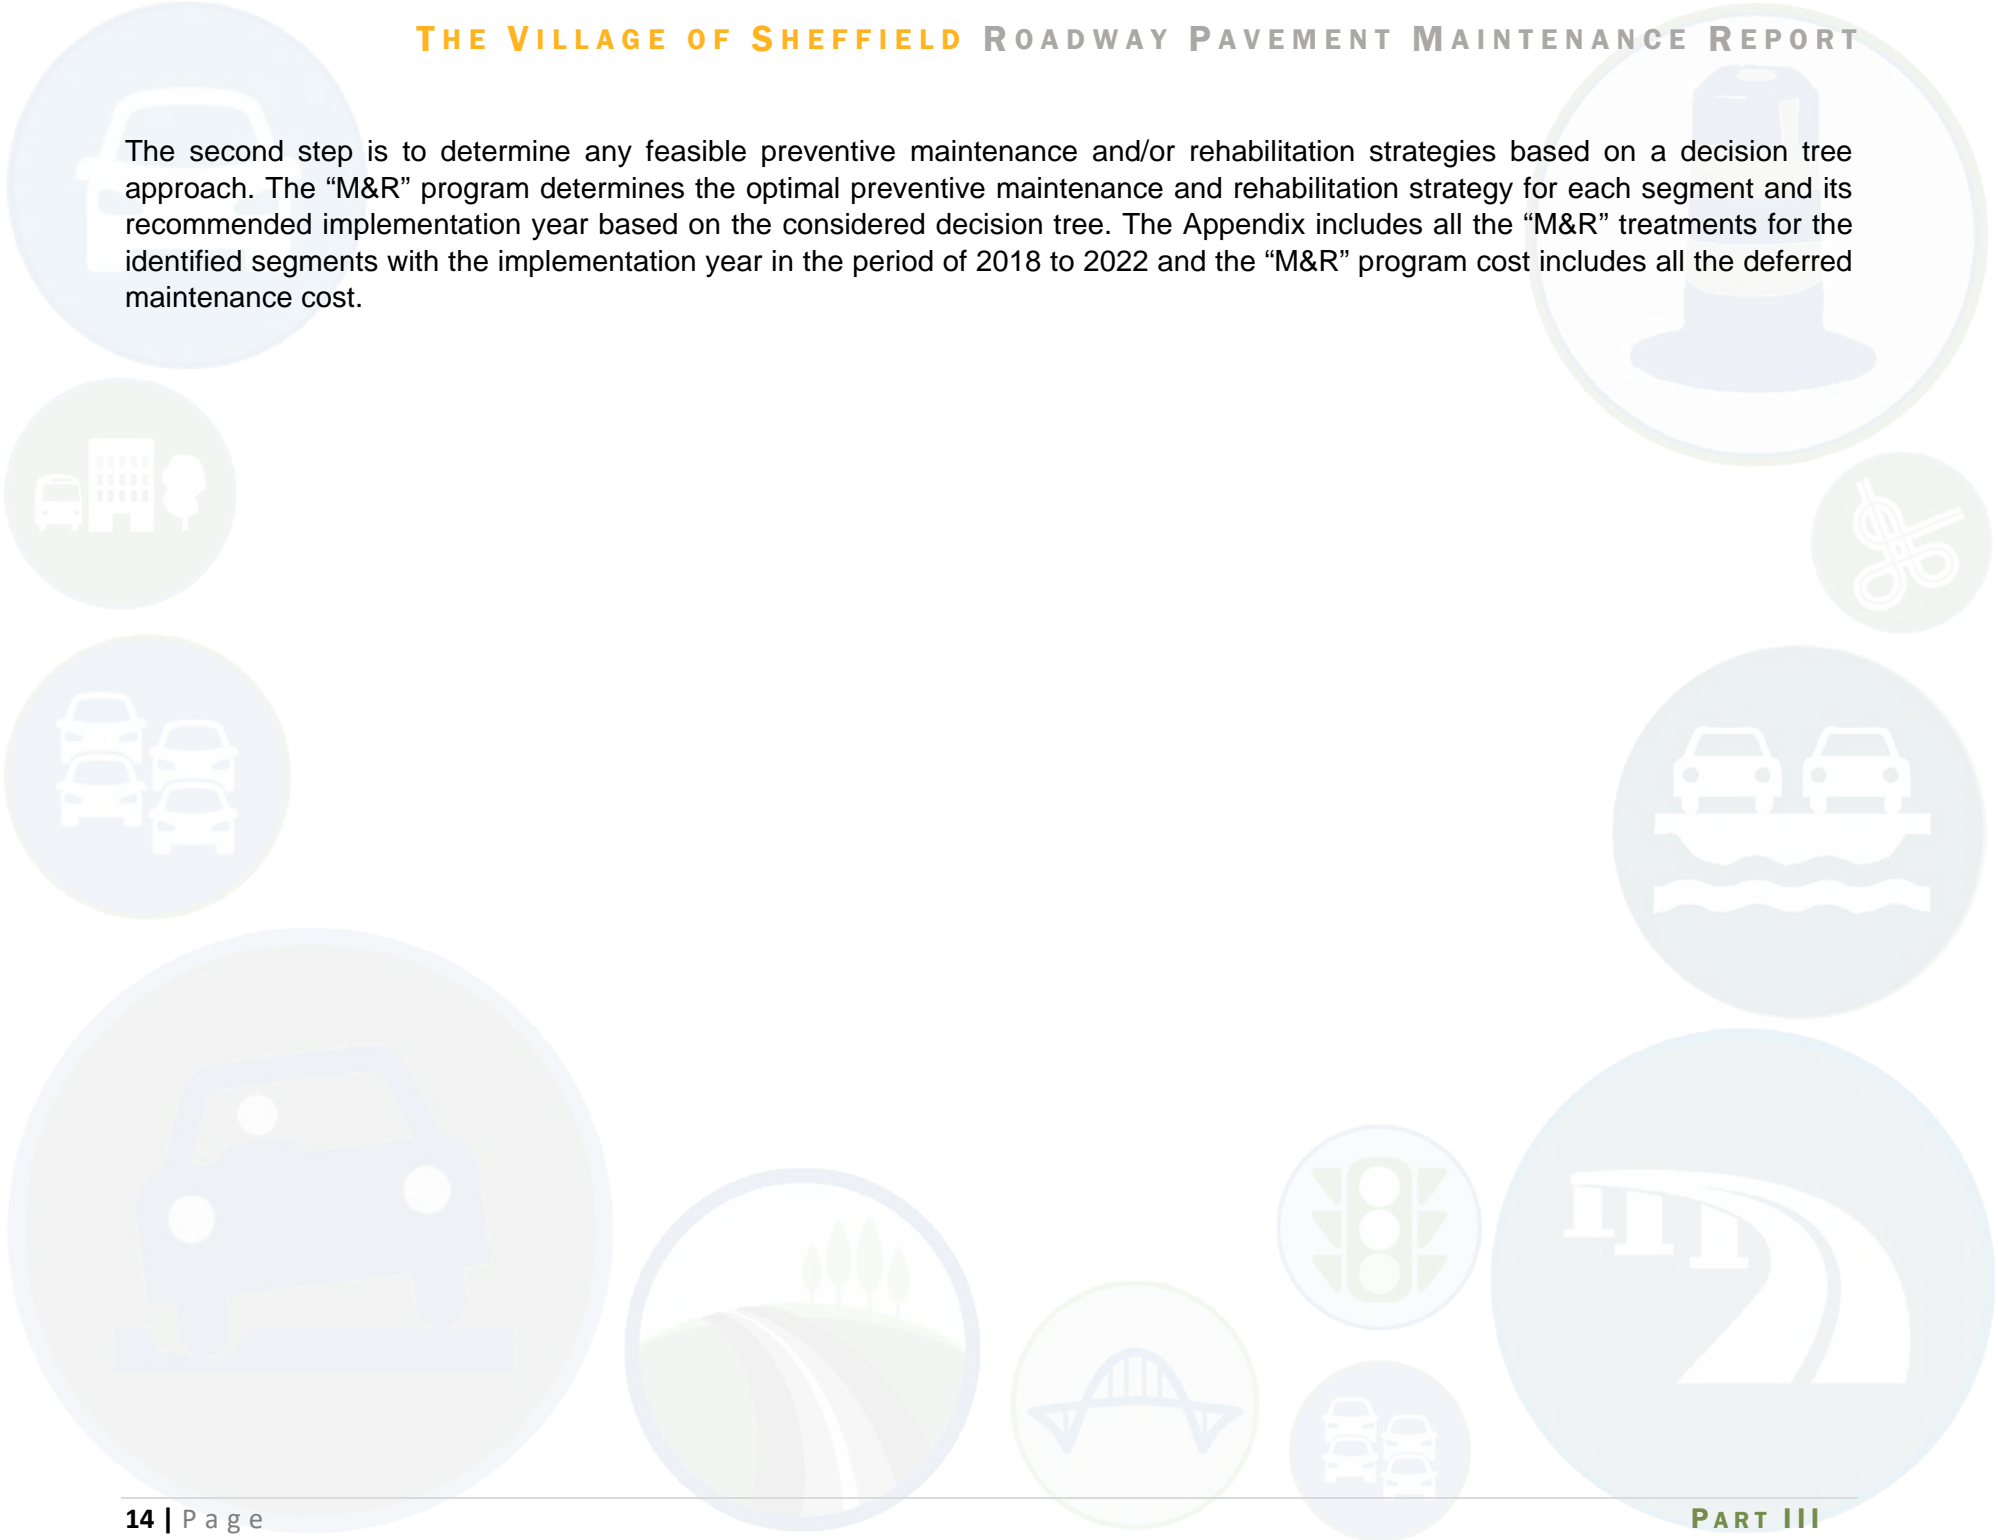 THE VILLAGE OF SHEFFIELD ROADWAY PAVEMENT MAINTENANCE REPORT
The second step is to determine any feasible preventive maintenance and/or rehabilitation strategies based on a decision tree
approach. The “M&R” program determines the optimal preventive maintenance and rehabilitation strategy for each segment and its
recommended implementation year based on the considered decision tree. The Appendix includes all the “M&R” treatments for the
identified segments with the implementation year in the period of 2018 to 2022 and the “M&R” program cost includes all the deferred
maintenance cost.
14 | Page
PART III